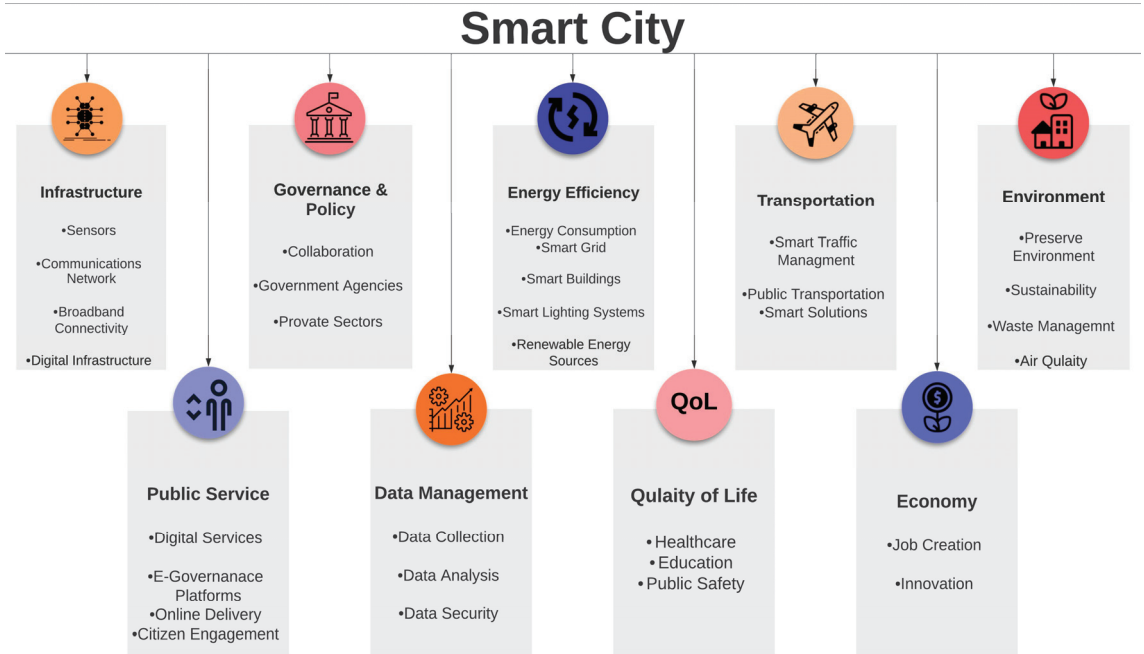 Smart City
Infrastructure
•Sensors
•Communications
Network
•Broadband
Connectivity
•Digital Infrastructure
Governance &
Policy
•Collaboration
•Government Agencies
•Provate Sectors
Energy Efficiency
•Energy Consumption
•Smart Grid
•Smart Buildings
•Smart Lighting Systems
•Renewable Energy
Sources
Transportation
•Smart Traffic
Managment
•Public Transportation
•Smart Solutions
Environment
•Preserve
Environment
•Sustainability
•Waste Managemnt
•Air Qulaity
Public Service
•Digital Services
•E-Governanace
Platforms
•Online Delivery
•Citizen Engagement
Data Management
•Data Collection
•Data Analysis
•Data Security
QoL
Qulaity of Life
•Healthcare
•Education
•Public Safety
$
Economy
•Job Creation
•Innovation